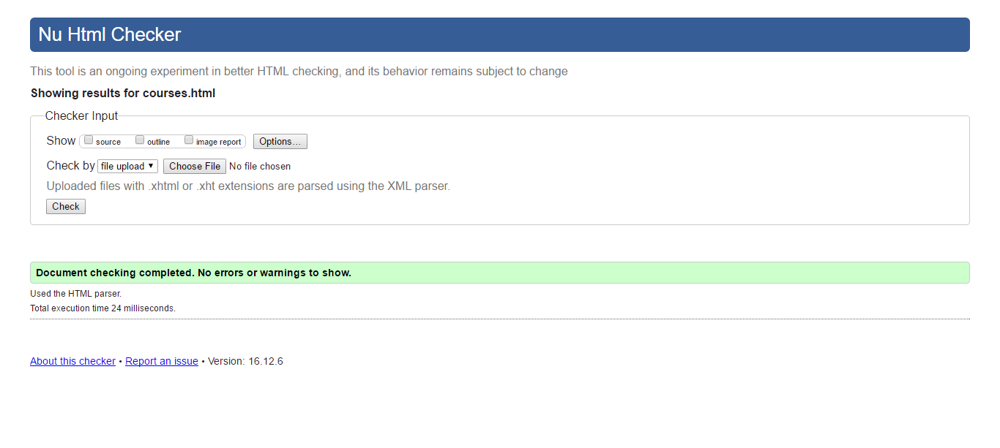 Nu Html Checker
This tool is an ongoing experiment in better HTML checking, and its behavior remains subject to change
Showing results for courses.html
Checker Input
Show source outline image report Options...
Check by file upload Choose File No file chosen
Uploaded files with .xhtml or .xht extensions are parsed using the XML parser.
Check
Document checking completed. No errors or warnings to show.
Used the HTML parser.
Total execution time 24 milliseconds.
About this checker • Report an issue • Version: 16.12.6